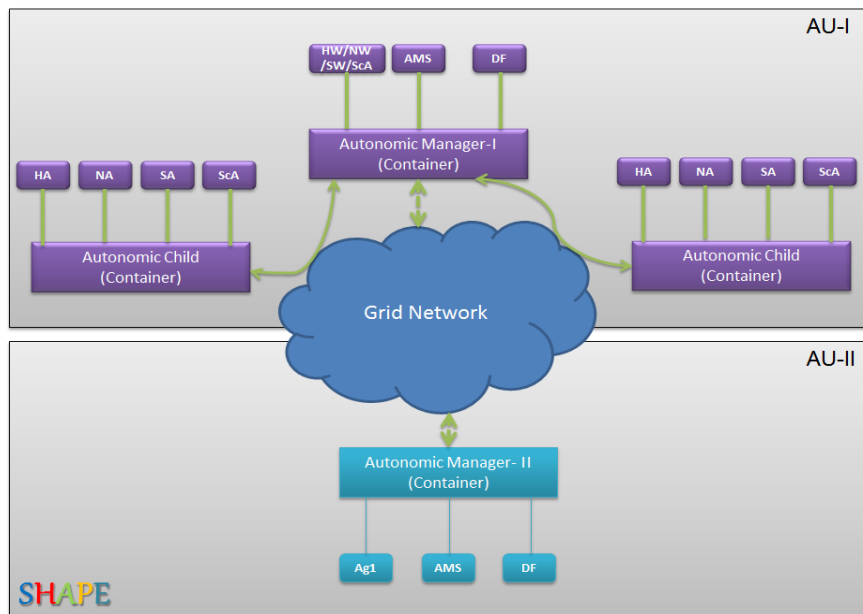 AU-I
HW/NW
/SW/ScA
AMS
DF
Autonomic Manager-I
(Container)
HA
NA
SA
ScA
Autonomic Child
(Container)
HA
NA
SA
ScA
Autonomic Child
(Container)
Grid Network
AU-II
Autonomic Manager- II
(Container)
Ag1
AMS
DF
SHAPE